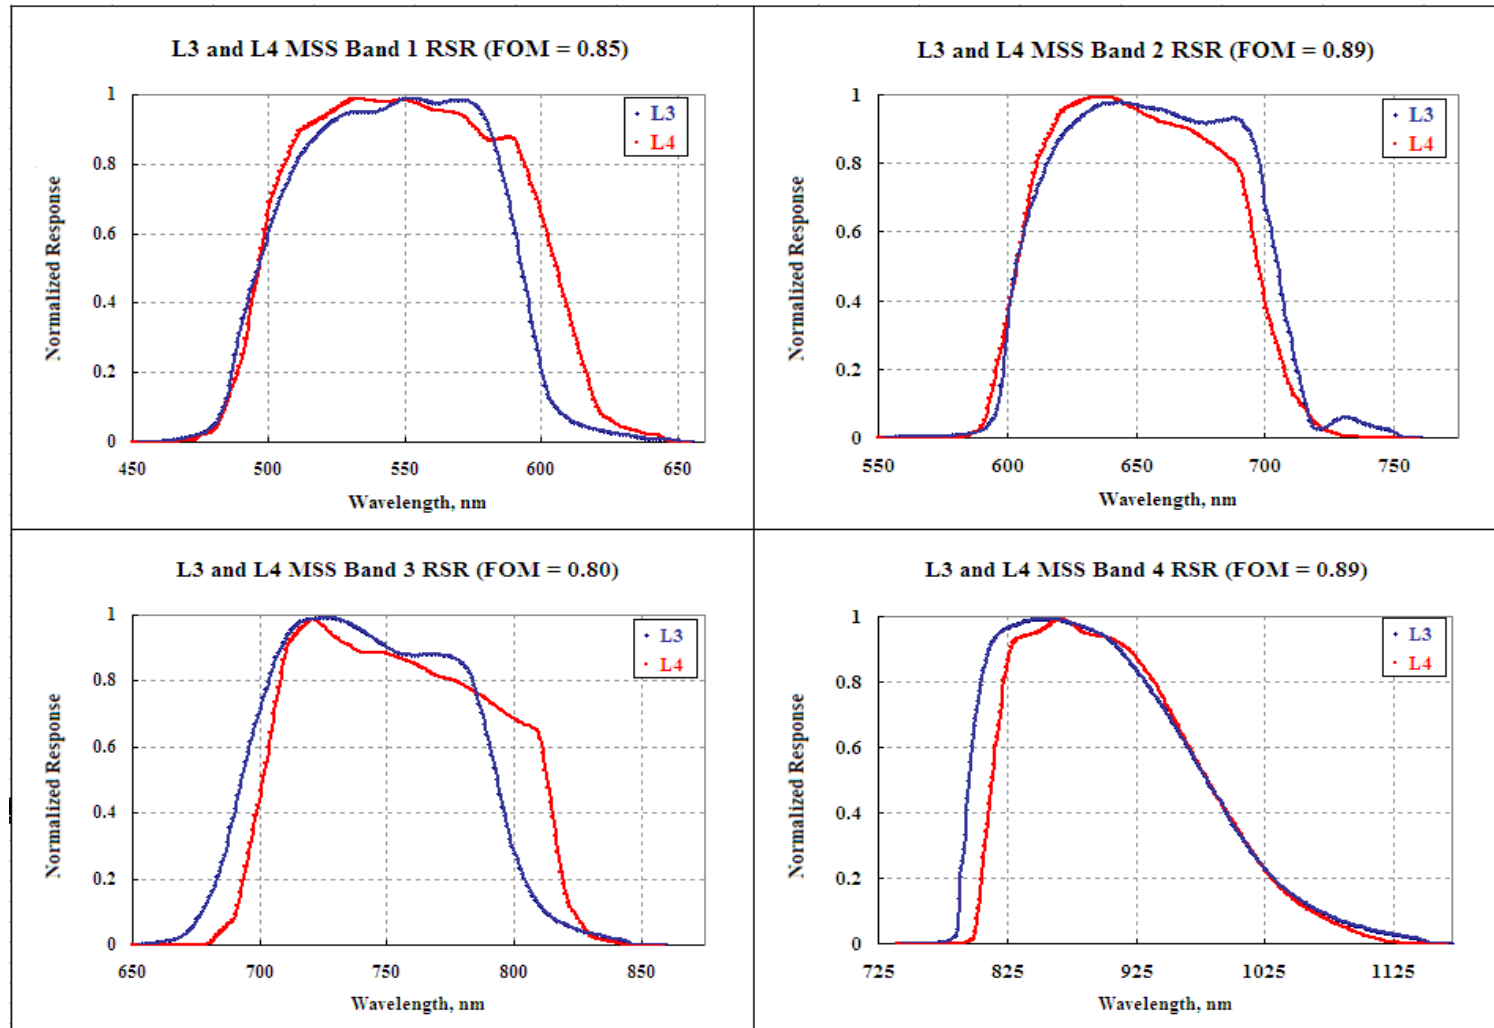 L3 and L4 MSS Band 1 RSR (FOM = 0.85)
Normalized Response
1
0.8
0.6
0.4
0.2
0
L3
L4
450 500 550 600 650
Wavelength, nm
L3 and L4 MSS Band 2 RSR (FOM = 0.89)
Normalized Response
1
0.8
0.6
0.4
0.2
0
L3
L4
550 600 650 700 750
Wavelength, nm
L3 and L4 MSS Band 3 RSR (FOM = 0.80)
Normalized Response
1
0.8
0.6
0.4
0.2
0
L3
L4
650 700 750 800 850
Wavelength, nm
L3 and L4 MSS Band 4 RSR (FOM = 0.89)
Normalized Response
1
0.8
0.6
0.4
0.2
0
L3
L4
725 825 925 1025 1125
Wavelength, nm